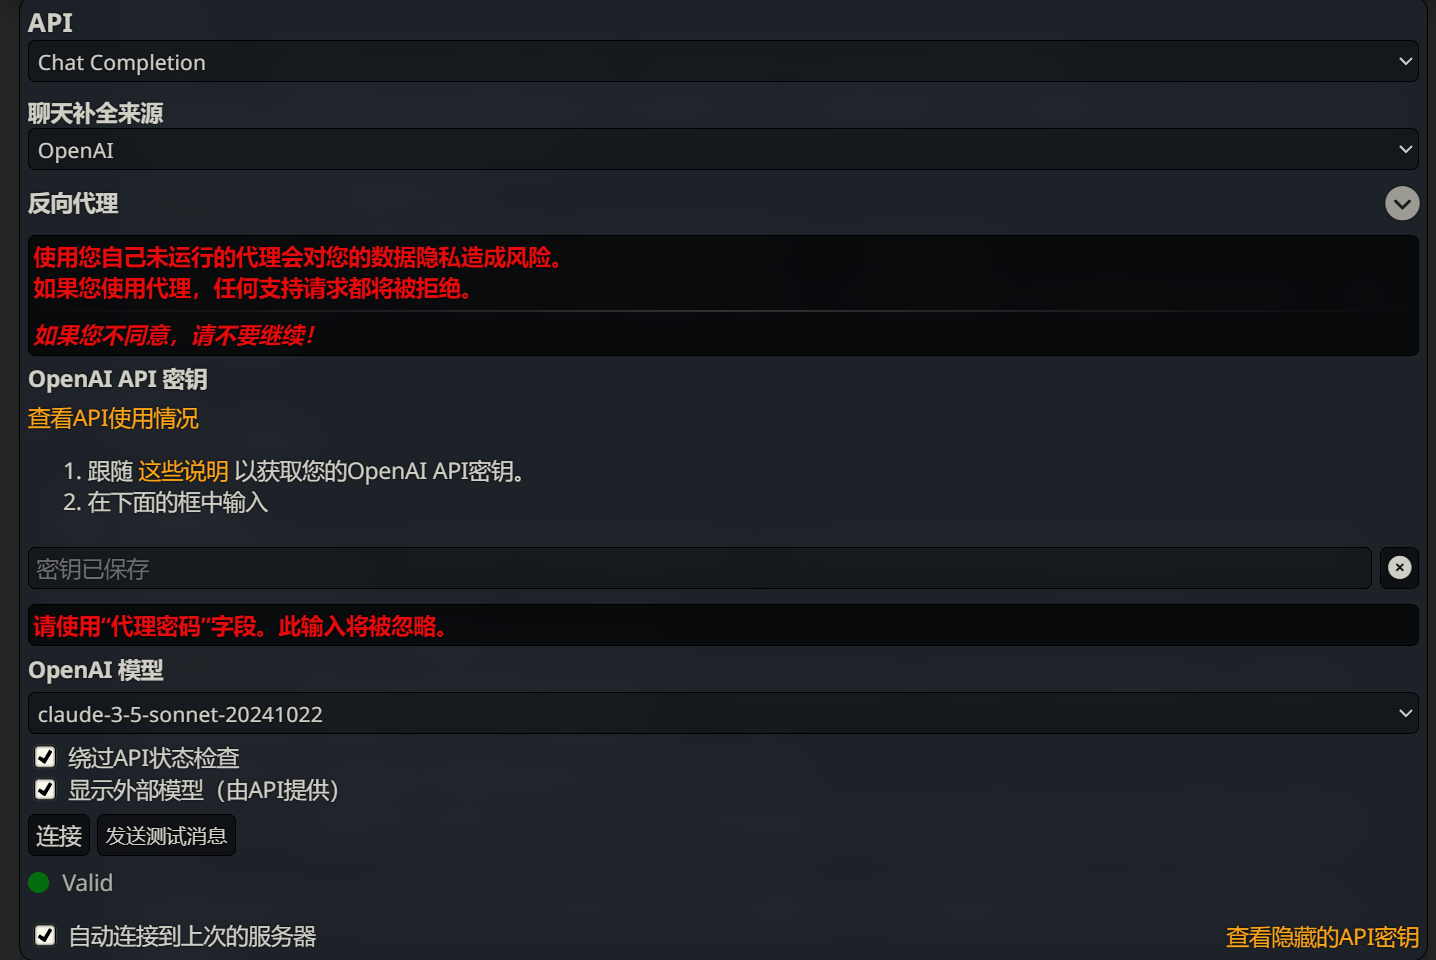 API
Chat Completion
聊天补全来源
OpenAI
反向代理
使用您自己未运行的代理会对您的数据隐私造成风险。
如果您使用代理，任何支持请求都将被拒绝。
如果您不同意，请不要继续！
OpenAI API 密钥
查看API使用情况
1. 跟随 这些说明 以获取您的OpenAI API密钥。
2. 在下面的框中输入
密钥已保存
请使用“代理密码”字段。此输入将被忽略。
OpenAI 模型
claude-3-5-sonnet-20241022
绕过API状态检查
显示外部模型（由API提供）
连接 发送测试消息
Valid
自动连接到上次的服务器 查看隐藏的API密钥